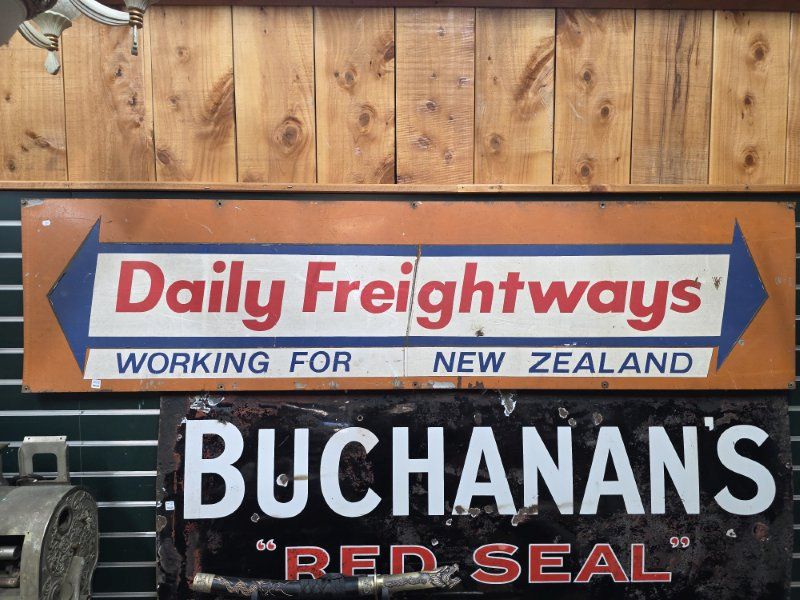 Daily Freightways
WORKING FOR NEW ZEALAND
BUCHANAN'S
"RED SEAL"